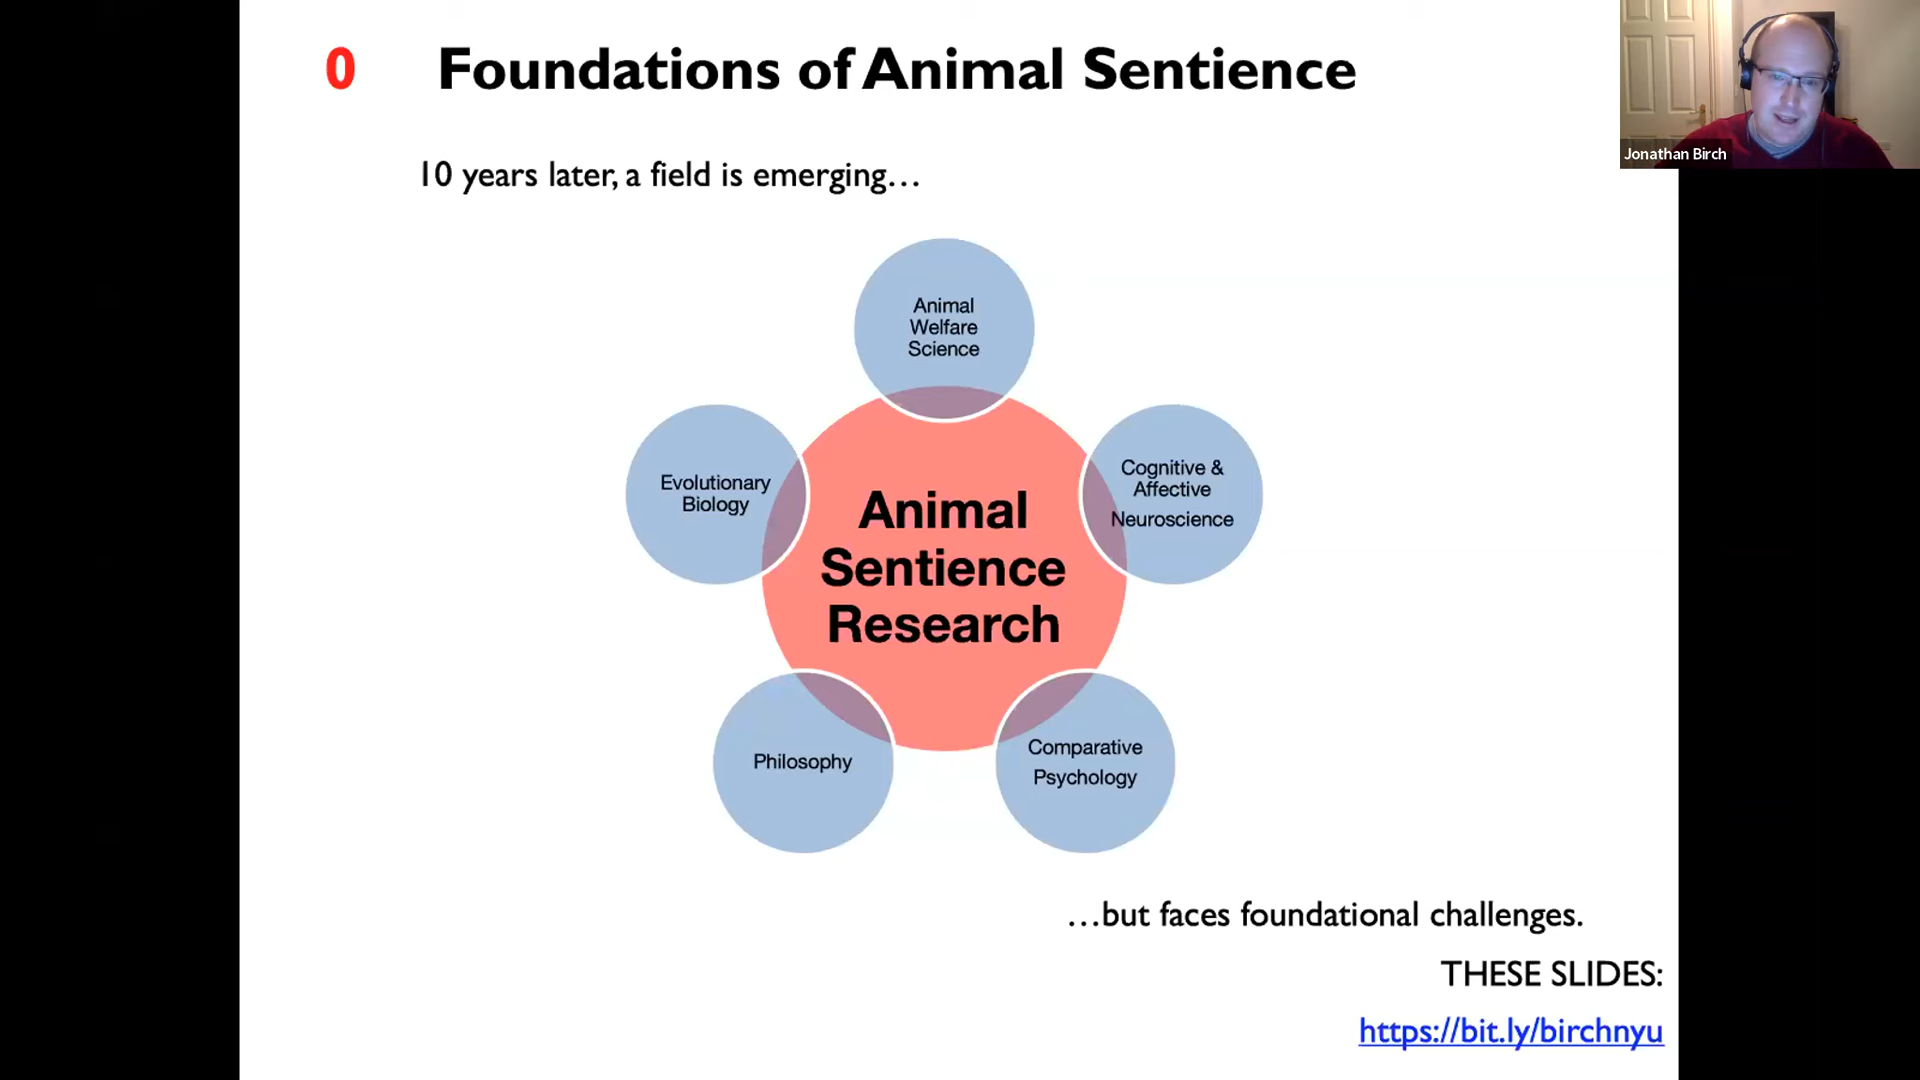 0 Foundations of Animal Sentience
Jonathan Birch
10 years later, a field is emerging...
Animal
Welfare
Science
Evolutionary
Biology
Cognitive &
Affective
Neuroscience
Animal
Sentience
Research
Philosophy
Comparative
Psychology
...but faces foundational challenges.
THESE SLIDES:
https://bit.ly/birchnyu